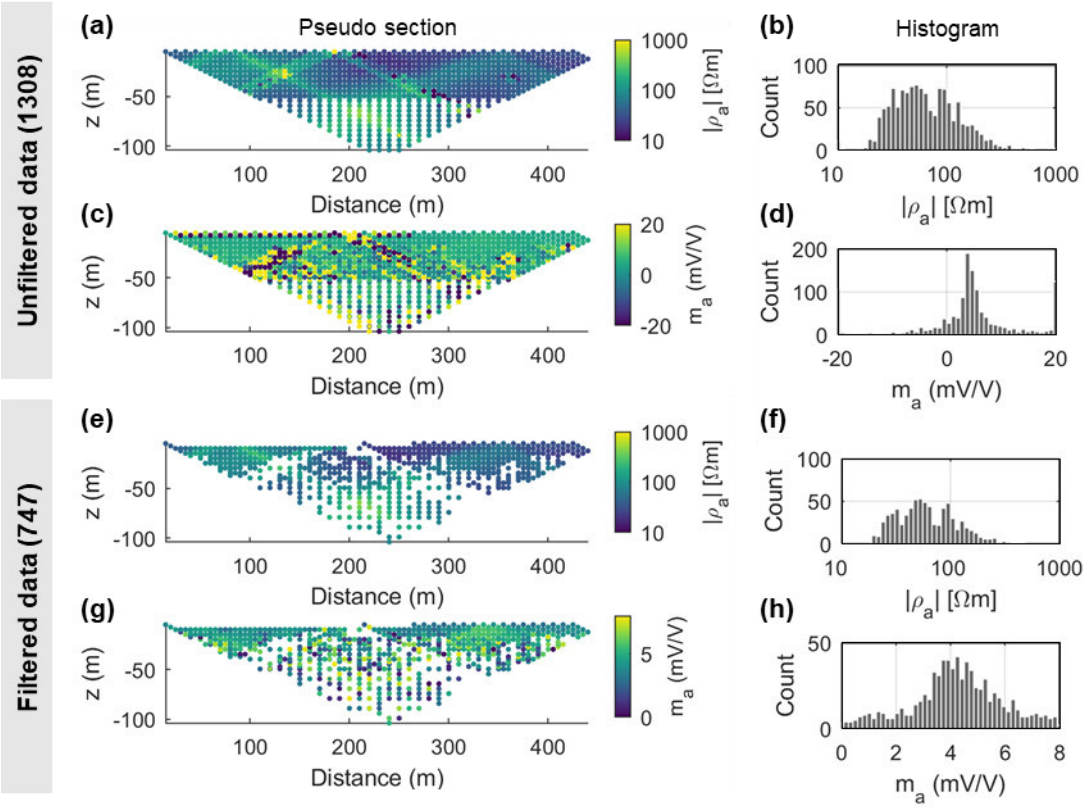 Unfiltered data (1308)
(a)
Pseudo section
(b)
Histogram
z (m)
-50
-100
100
200
300
400
Distance (m)
1000
100
10
|ρa| [Ωm]
Count
100
50
0
10
100
1000
|ρa| [Ωm]
(c)
z (m)
0
-50
-100
100
200
300
400
Distance (m)
20
0
-20
ma (mV/V)
(d)
Count
200
100
0
-20
0
20
ma (mV/V)
Filtered data (747)
(e)
z (m)
-50
-100
100
200
300
400
Distance (m)
1000
100
10
|ρa| [Ωm]
(f)
Count
100
50
0
10
100
1000
|ρa| [Ωm]
(g)
z (m)
-50
-100
100
200
300
400
Distance (m)
5
0
ma (mV/V)
(h)
Count
50
0
0
2
4
6
8
ma (mV/V)